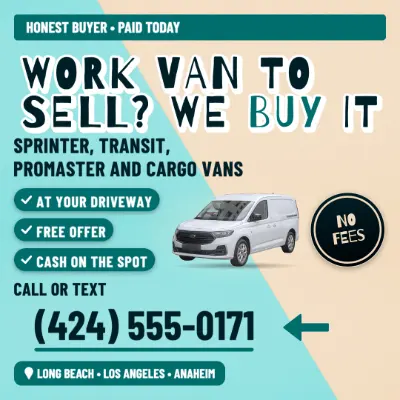 HONEST BUYER • PAID TODAY
WORK VAN TO
SELL? WE BUY IT
SPRINTER, TRANSIT,
PROMASTER AND CARGO VANS
AT YOUR DRIVEWAY
FREE OFFER
CASH ON THE SPOT
NO
FEES
CALL OR TEXT
(424) 555-0171
LONG BEACH • LOS ANGELES • ANAHEIM